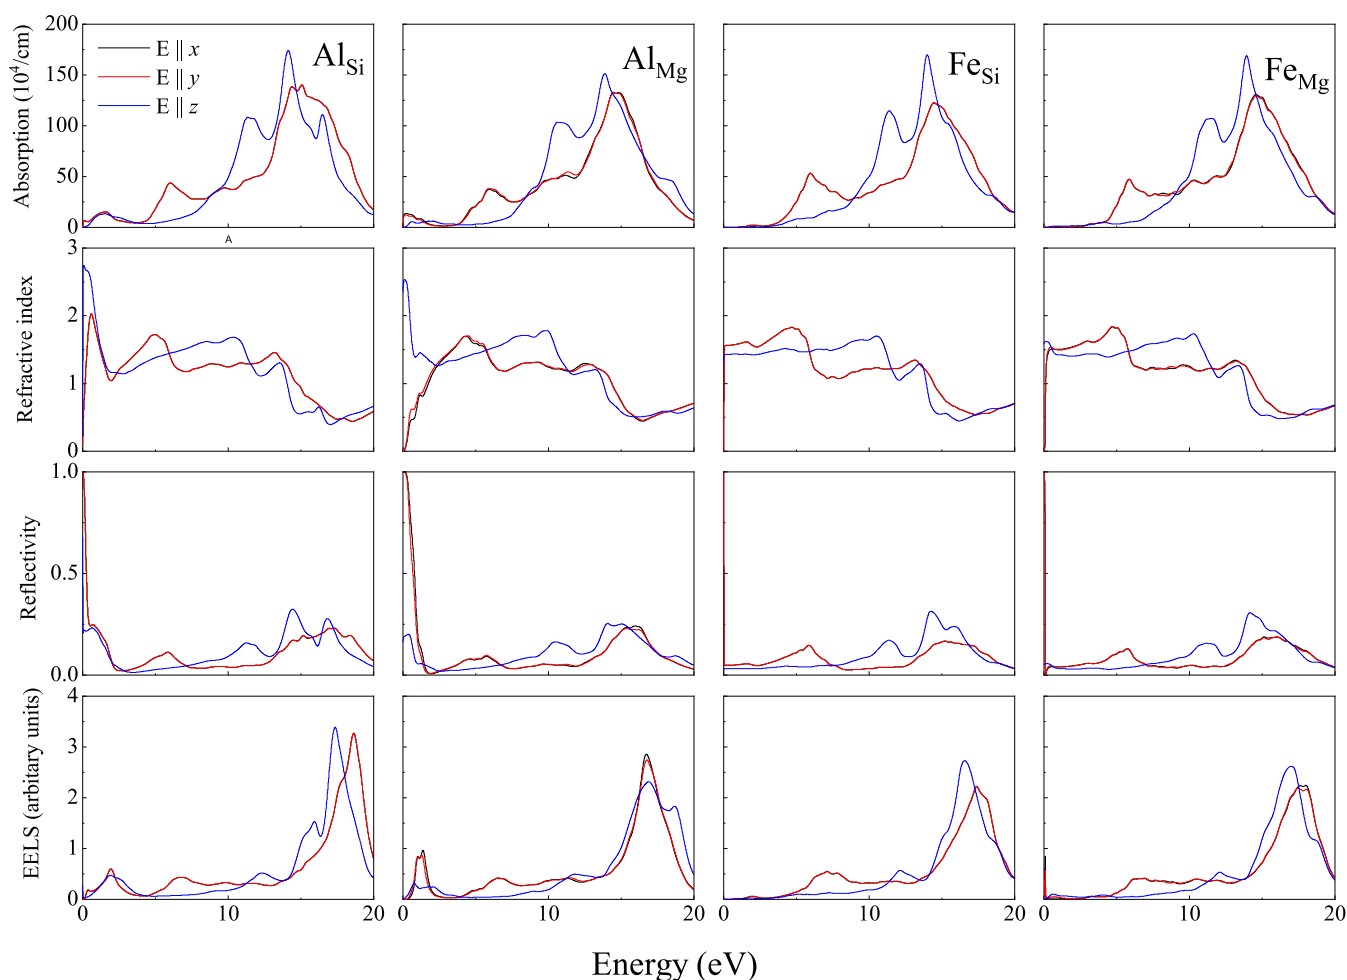 200
150
100
50
0
Absorption (10⁴/cm)
E || x
E || y
E || z
Al_Si
Al_Mg
Fe_Si
Fe_Mg
A
3
2
1
0
Refractive index
1.0
0.5
0.0
Reflectivity
4
3
2
1
0
EELS (arbitary units)
0 10 20 0 10 20 0 10 20 0 10 20
Energy (eV)